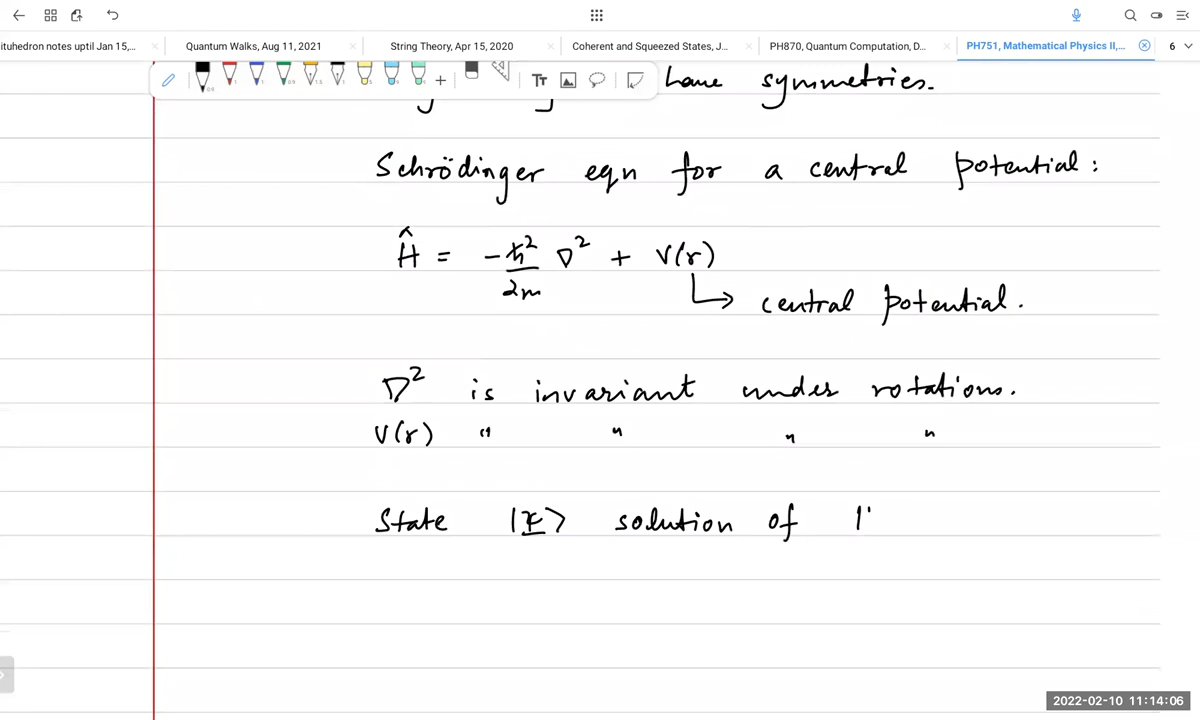 ituhedron notes uptil Jan 15,... Quantum Walks, Aug 11, 2021 String Theory, Apr 15, 2020 Coherent and Squeezed States, J... PH870, Quantum Computation, D... PH751, Mathematical Physics II,... 6
Tт
have symmetries.
Schrödinger eqn for a central potential:
Ĥ = -ħ²/2m ∇² + V(r)
↳ central potential.
∇² is invariant under rotations.
V(r) " " " "
State |Ψ> solution of
2022-02-10 11:14:06